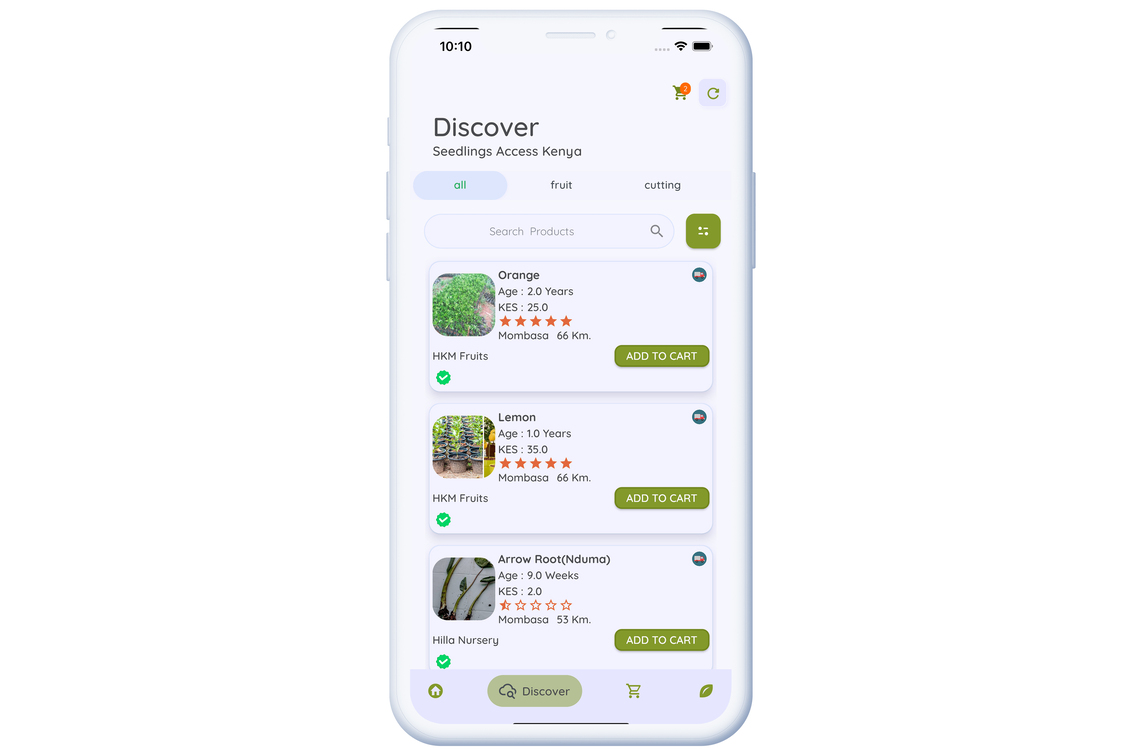 10:10
2
Discover
Seedlings Access Kenya
all fruit cutting
Search Products
Orange
Age : 2.0 Years
KES : 25.0
Mombasa 66 Km.
HKM Fruits
ADD TO CART
Lemon
Age : 1.0 Years
KES : 35.0
Mombasa 66 Km.
HKM Fruits
ADD TO CART
Arrow Root(Nduma)
Age : 9.0 Weeks
KES : 2.0
Mombasa 53 Km.
Hilla Nursery
ADD TO CART
Discover